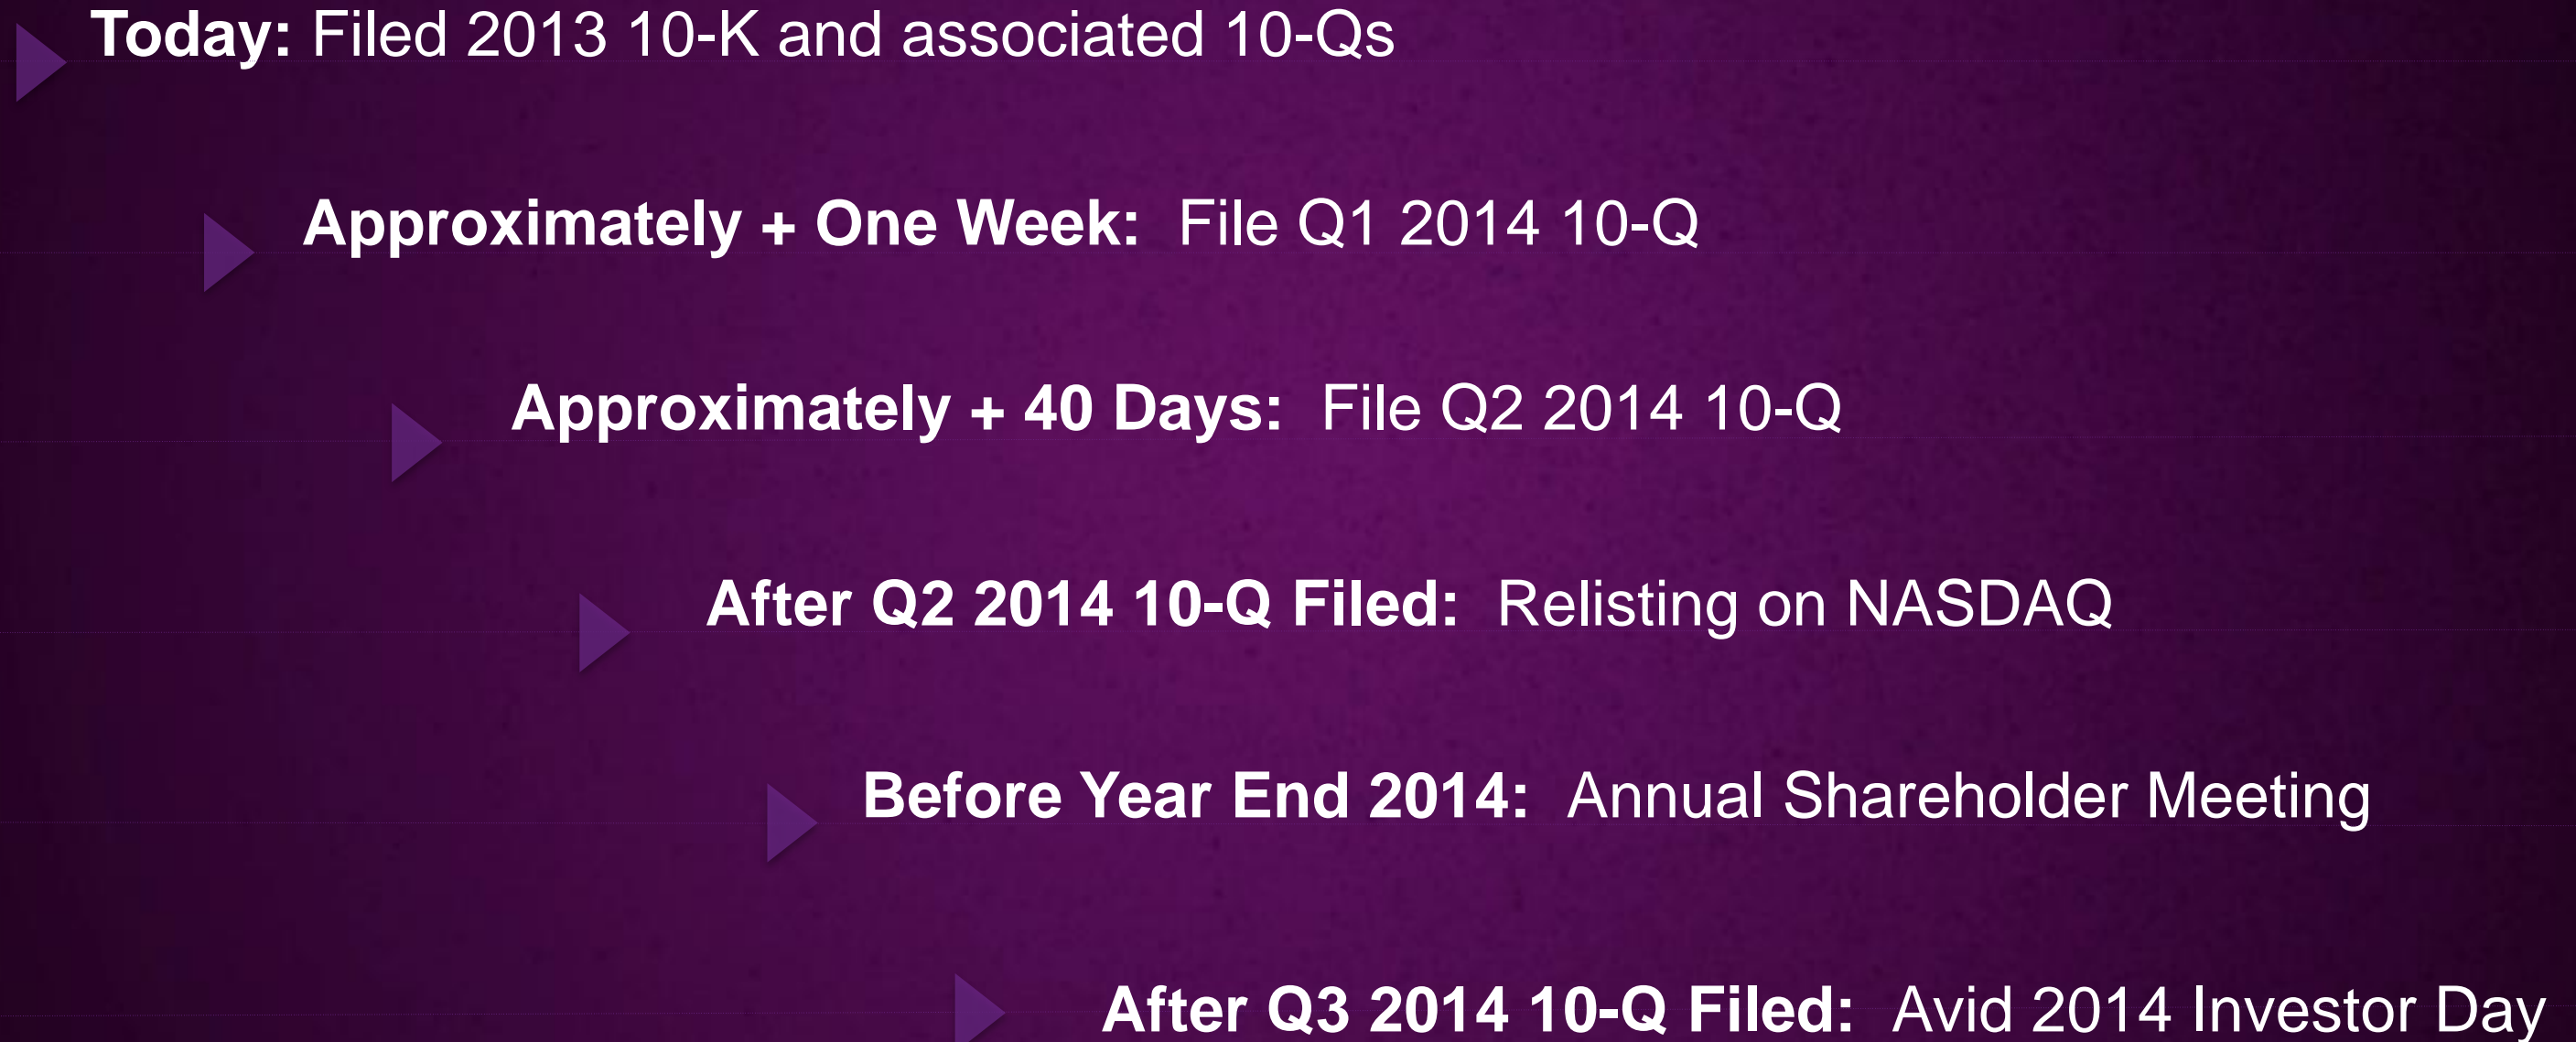 Today: Filed 2013 10-K and associated 10-Qs
Approximately + One Week: File Q1 2014 10-Q
Approximately + 40 Days: File Q2 2014 10-Q
After Q2 2014 10-Q Filed: Relisting on NASDAQ
Before Year End 2014: Annual Shareholder Meeting
After Q3 2014 10-Q Filed: Avid 2014 Investor Day